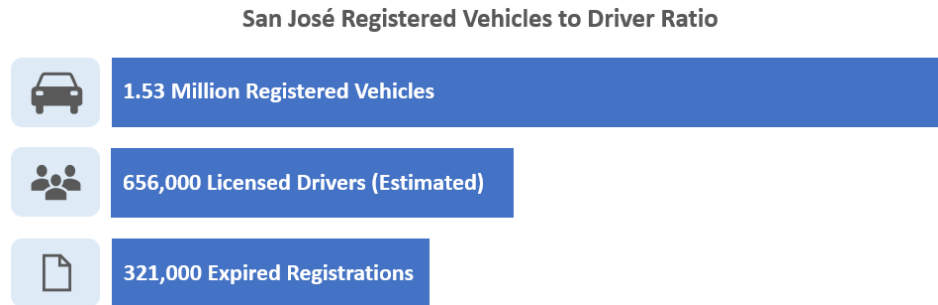 San José Registered Vehicles to Driver Ratio
1.53 Million Registered Vehicles
656,000 Licensed Drivers (Estimated)
321,000 Expired Registrations